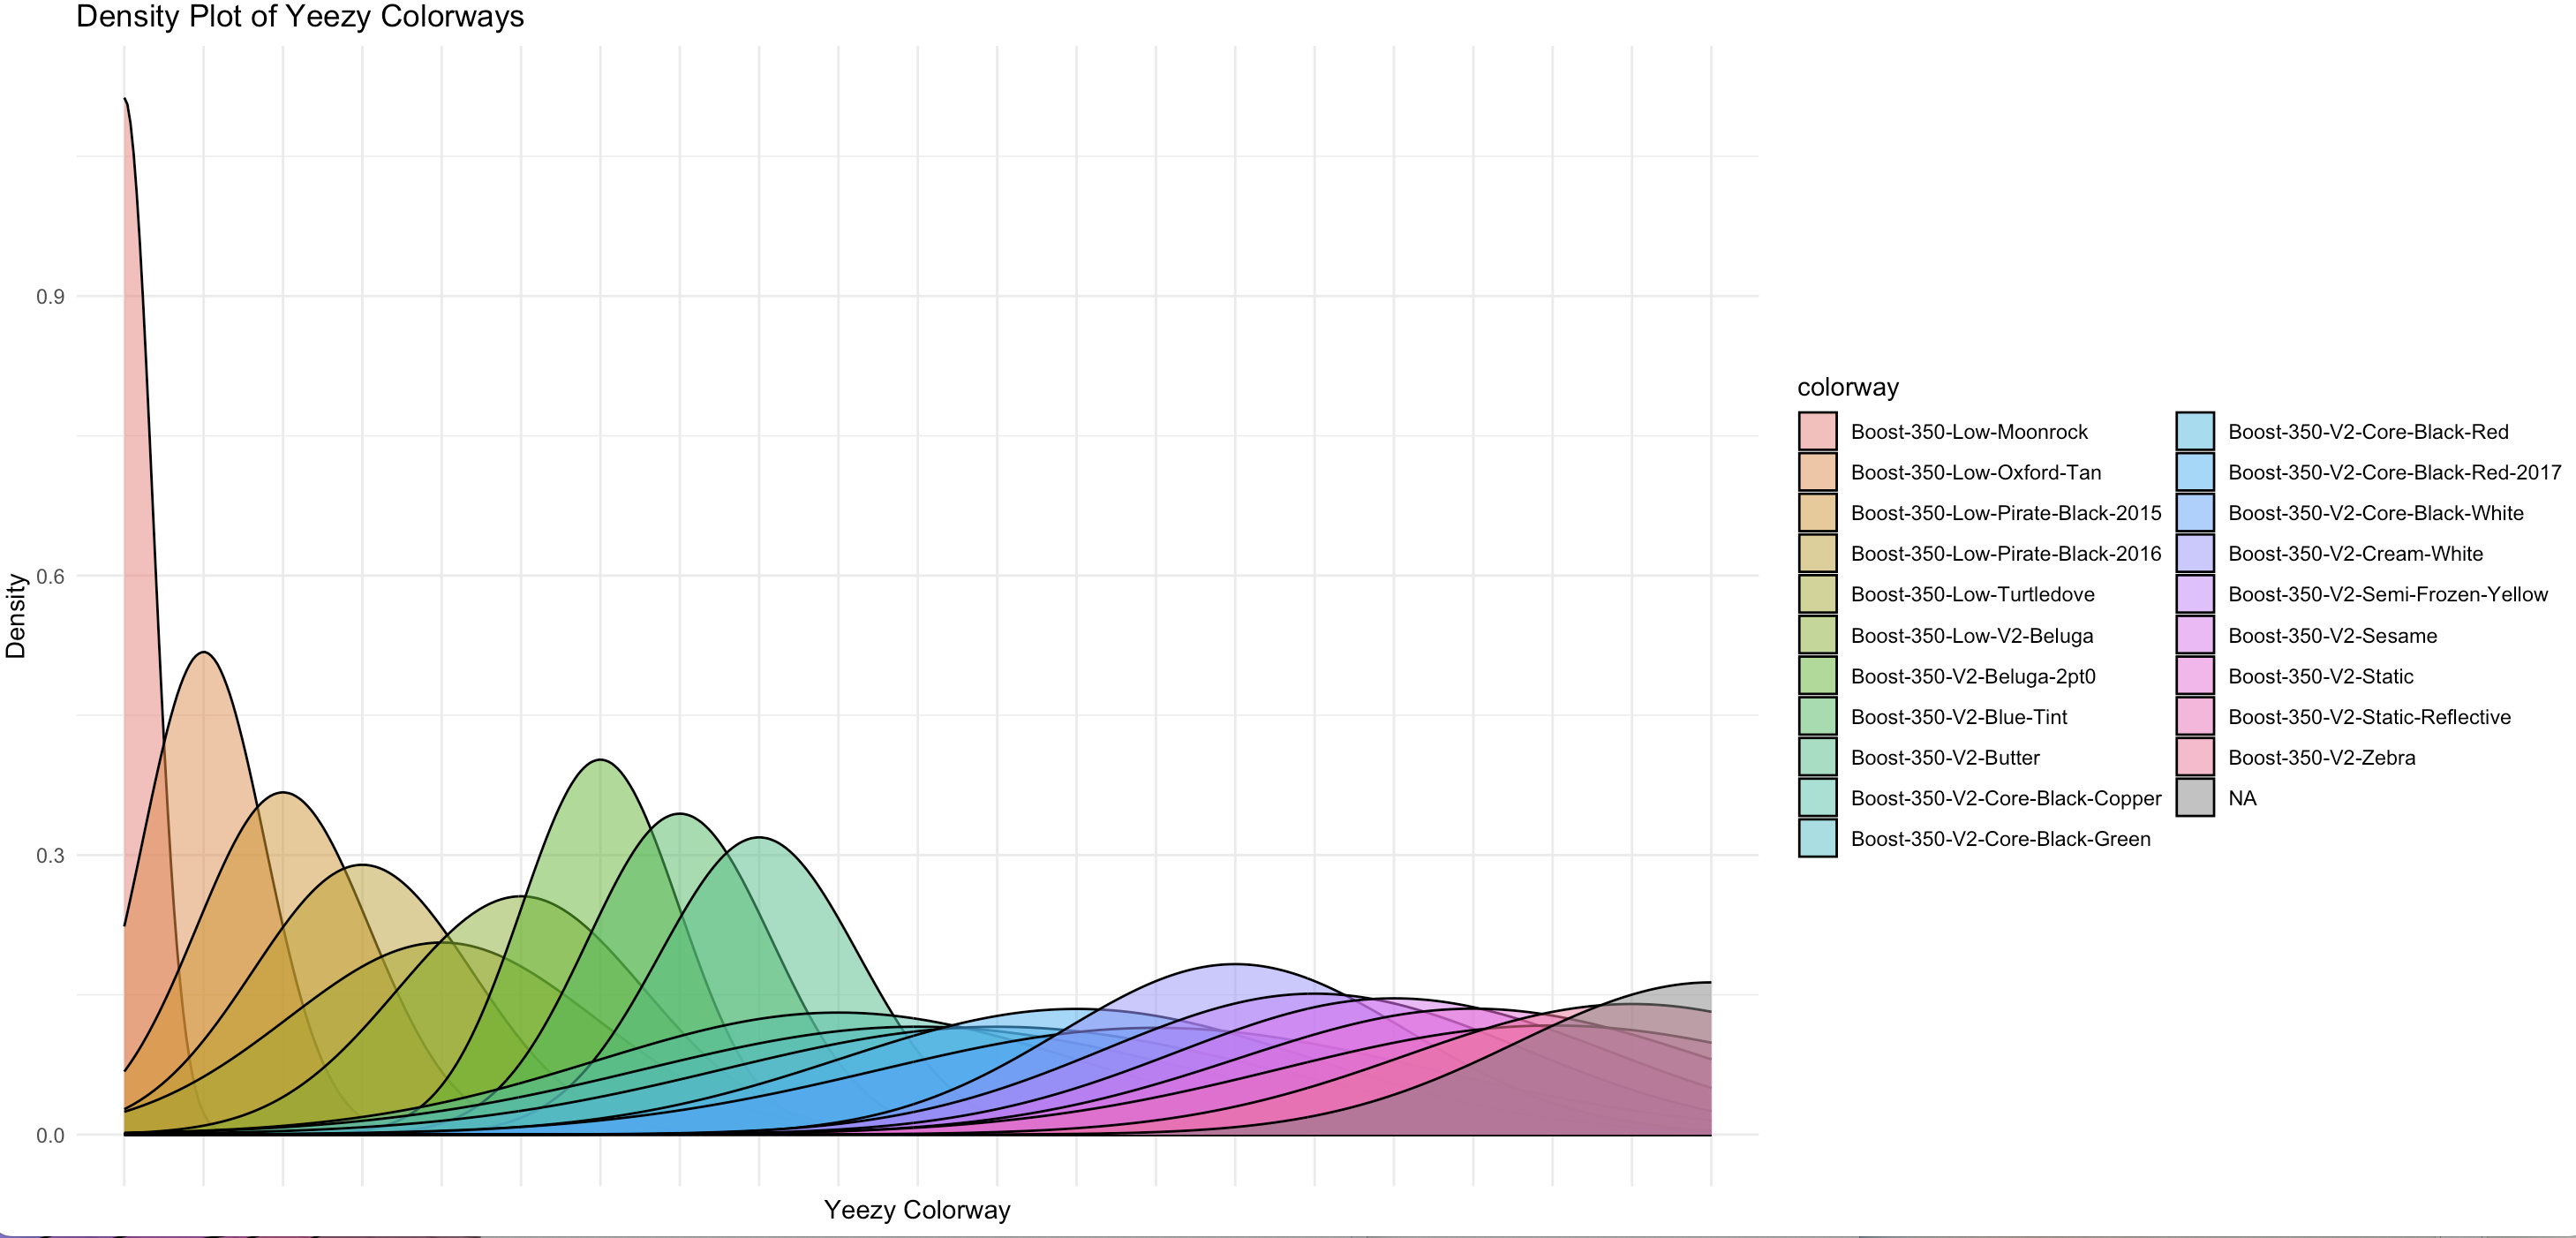 Density Plot of Yeezy Colorways
0.9
0.6
0.3
0.0
Density
Yeezy Colorway
colorway
Boost-350-Low-Moonrock
Boost-350-Low-Oxford-Tan
Boost-350-Low-Pirate-Black-2015
Boost-350-Low-Pirate-Black-2016
Boost-350-Low-Turtledove
Boost-350-Low-V2-Beluga
Boost-350-V2-Beluga-2pt0
Boost-350-V2-Blue-Tint
Boost-350-V2-Butter
Boost-350-V2-Core-Black-Copper
Boost-350-V2-Core-Black-Green
Boost-350-V2-Core-Black-Red
Boost-350-V2-Core-Black-Red-2017
Boost-350-V2-Core-Black-White
Boost-350-V2-Cream-White
Boost-350-V2-Semi-Frozen-Yellow
Boost-350-V2-Sesame
Boost-350-V2-Static
Boost-350-V2-Static-Reflective
Boost-350-V2-Zebra
NA